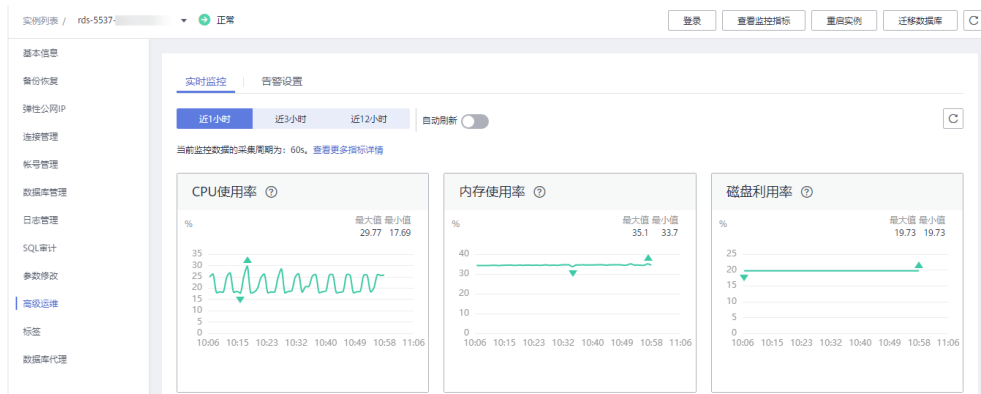 实例列表 / rds-5537- 正常 登录 查看监控指标 重启实例 迁移数据库
基本信息
备份恢复
弹性公网IP
连接管理
帐号管理
数据库管理
日志管理
SQL审计
参数修改
高级运维
标签
数据库代理
实时监控 告警设置
近1小时 近3小时 近12小时 自动刷新
当前监控数据的采集周期为：60s。查看更多指标详情
CPU使用率
% 最大值 最小值
29.77 17.69
35
30
25
20
15
10
5
0
10:06 10:15 10:23 10:32 10:40 10:49 10:58 11:06
内存使用率
% 最大值 最小值
35.1 33.7
40
30
20
10
0
10:06 10:15 10:23 10:32 10:40 10:49 10:58 11:06
磁盘利用率
% 最大值 最小值
19.73 19.73
25
20
15
10
5
0
10:06 10:15 10:23 10:32 10:40 10:49 10:58 11:06